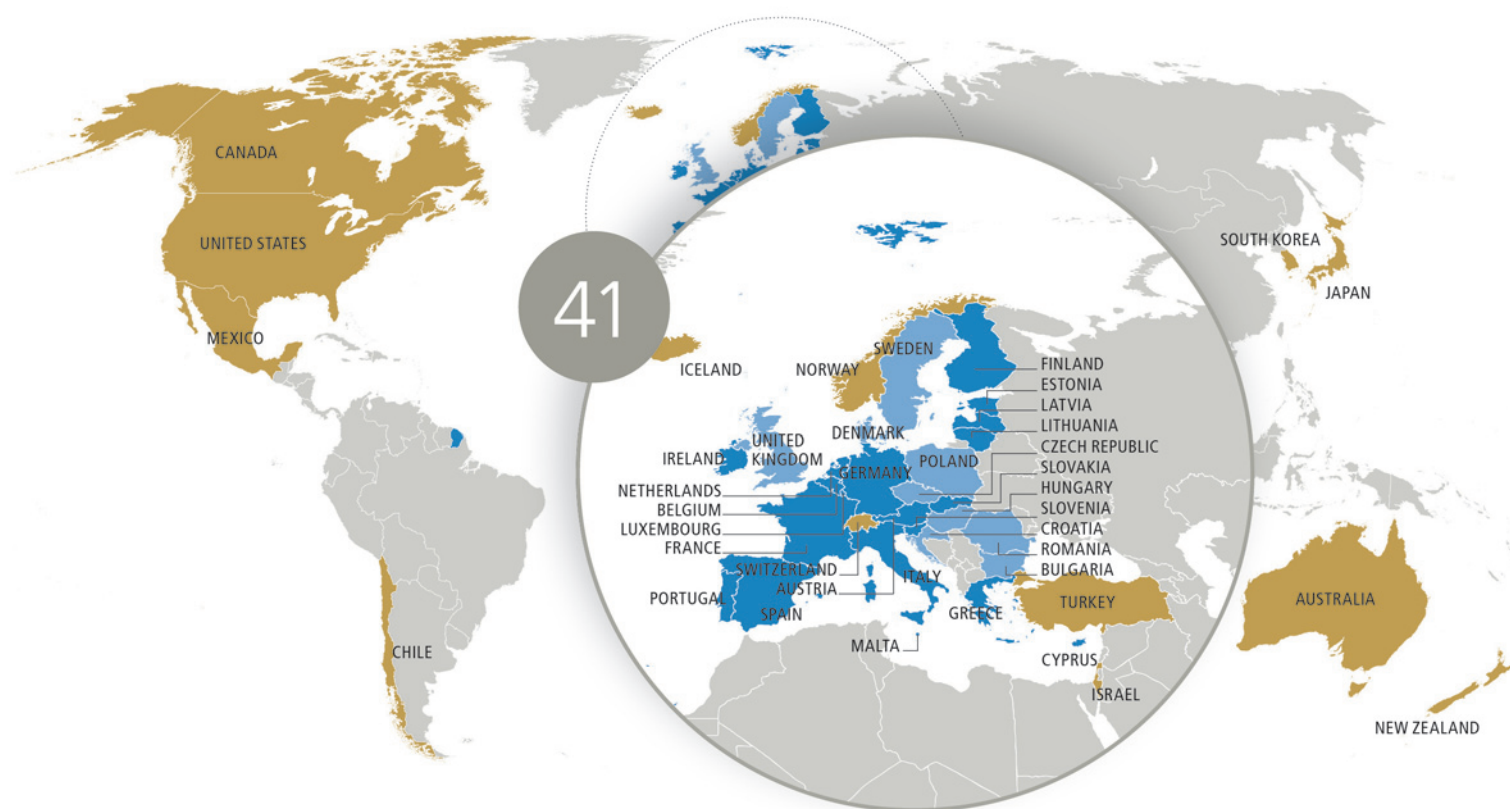 CANADA
UNITED STATES
MEXICO
CHILE
41
ICELAND
NORWAY
SWEDEN
FINLAND
ESTONIA
LATVIA
LITHUANIA
DENMARK
UNITED
KINGDOM
IRELAND
GERMANY
POLAND
CZECH REPUBLIC
SLOVAKIA
HUNGARY
SLOVENIA
CROATIA
ROMANIA
BULGARIA
NETHERLANDS
BELGIUM
LUXEMBOURG
FRANCE
SWITZERLAND
AUSTRIA
ITALY
PORTUGAL
SPAIN
GREECE
TURKEY
MALTA
CYPRUS
ISRAEL
SOUTH KOREA
JAPAN
AUSTRALIA
NEW ZEALAND